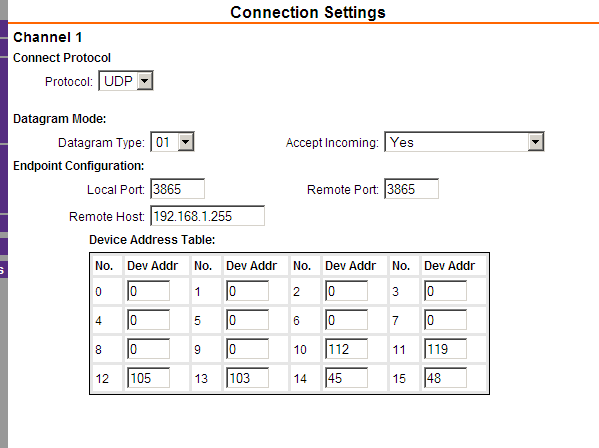 Connection Settings
Channel 1
Connect Protocol
Protocol: UDP
Datagram Mode:
Datagram Type: 01 Accept Incoming: Yes
Endpoint Configuration:
Local Port: 3865 Remote Port: 3865
Remote Host: 192.168.1.255
Device Address Table:
No. Dev Addr No. Dev Addr No. Dev Addr No. Dev Addr
0 0 1 0 2 0 3 0
4 0 5 0 6 0 7 0
8 0 9 0 10 112 11 119
12 105 13 103 14 45 15 48
s